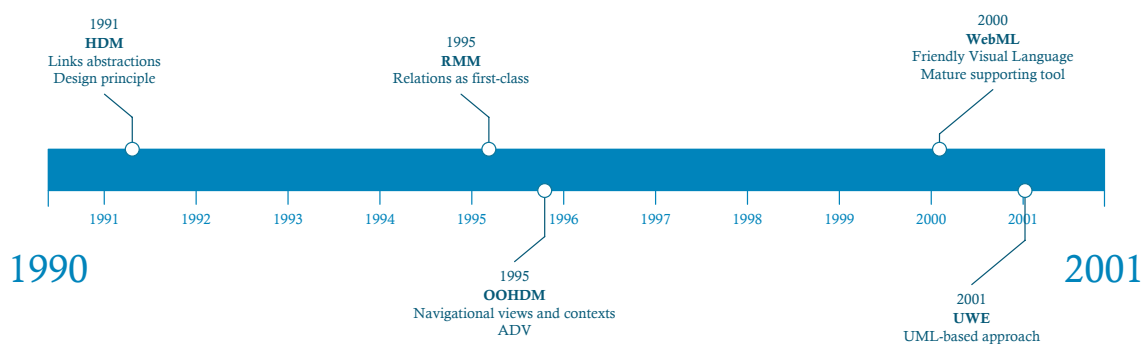 1991
HDM
Links abstractions
Design principle
1995
RMM
Relations as first-class
2000
WebML
Friendly Visual Language
Mature supporting tool
1991 1992 1993 1994 1995 1996 1997 1998 1999 2000 2001
1990
2001
1995
OOHDM
Navigational views and contexts
ADV
2001
UWE
UML-based approach